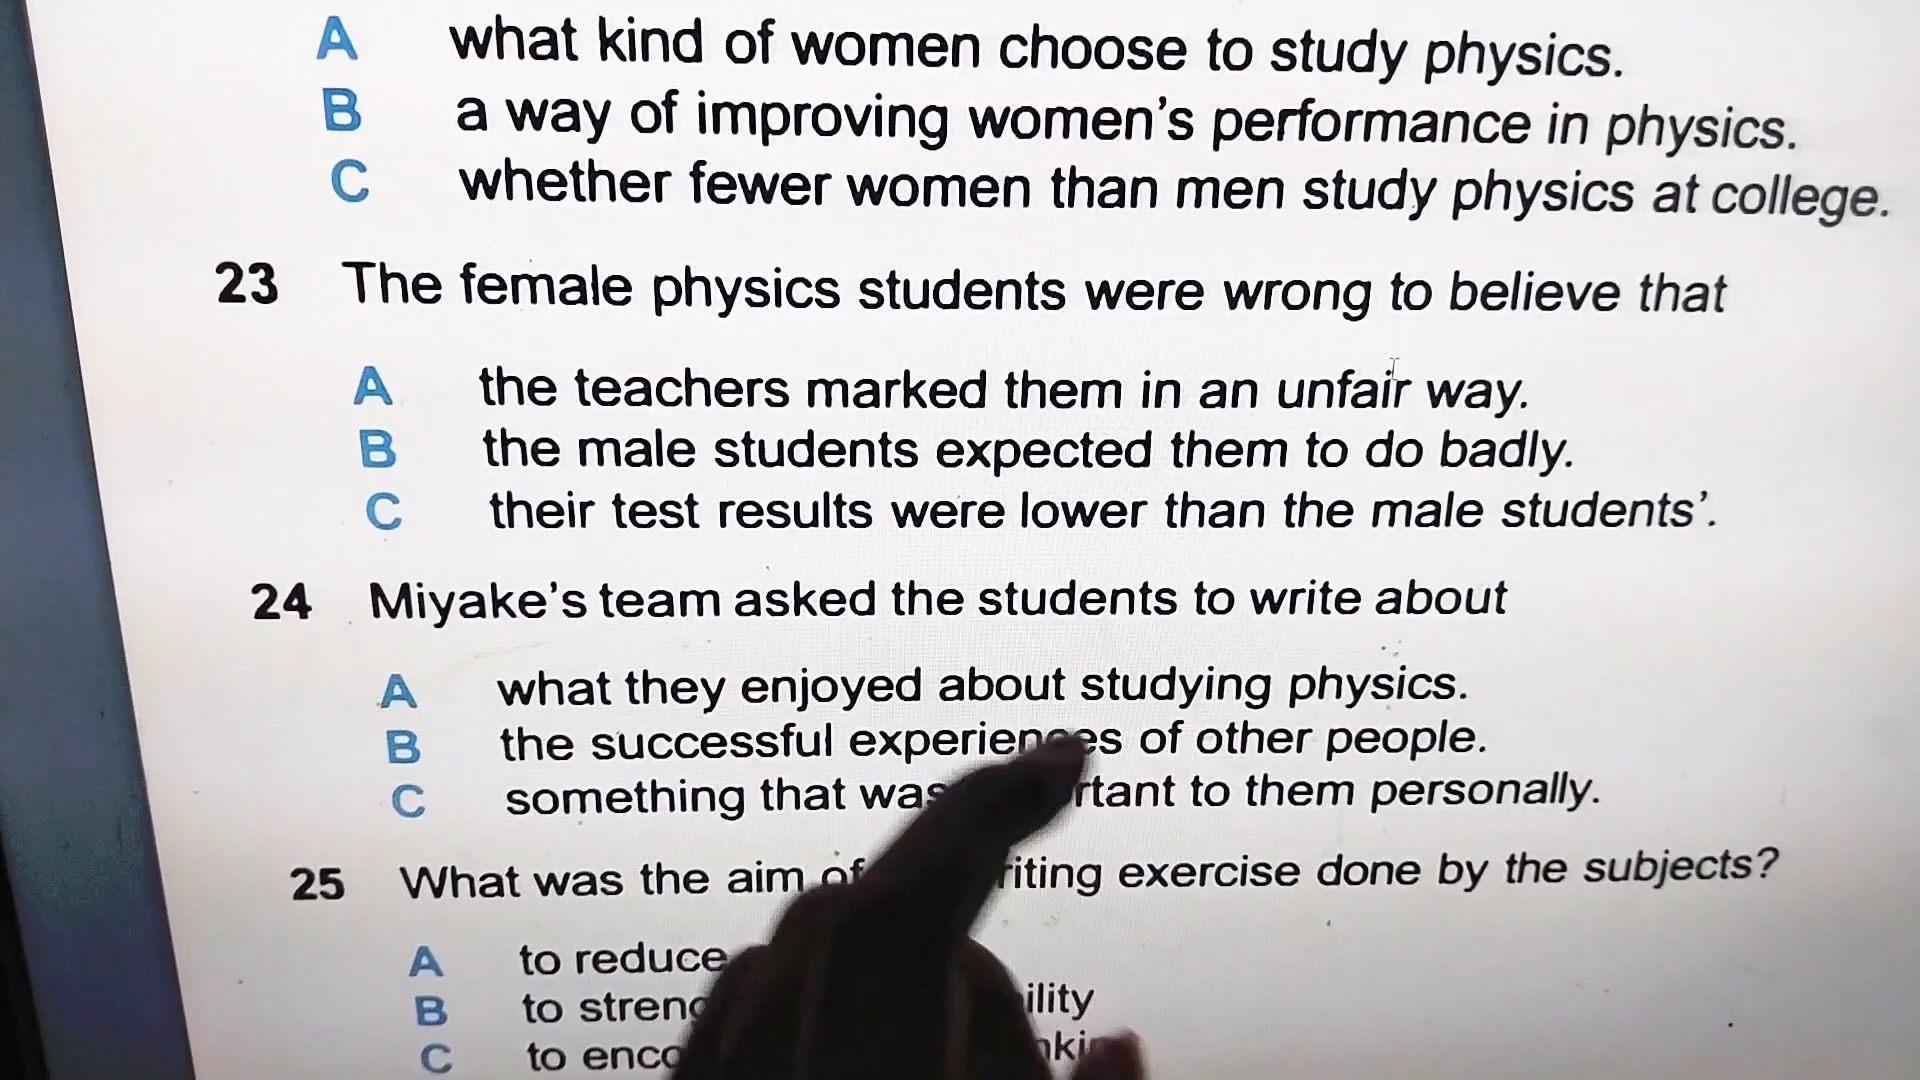 A what kind of women choose to study physics.
B a way of improving women's performance in physics.
C whether fewer women than men study physics at college.
23 The female physics students were wrong to believe that
A the teachers marked them in an unfair way.
B the male students expected them to do badly.
C their test results were lower than the male students'.
24 Miyake's team asked the students to write about
A what they enjoyed about studying physics.
B the successful experiences of other people.
C something that was to them personally.
25 What was the aim of exercise done by the subjects?
A to reduce
B to
C to